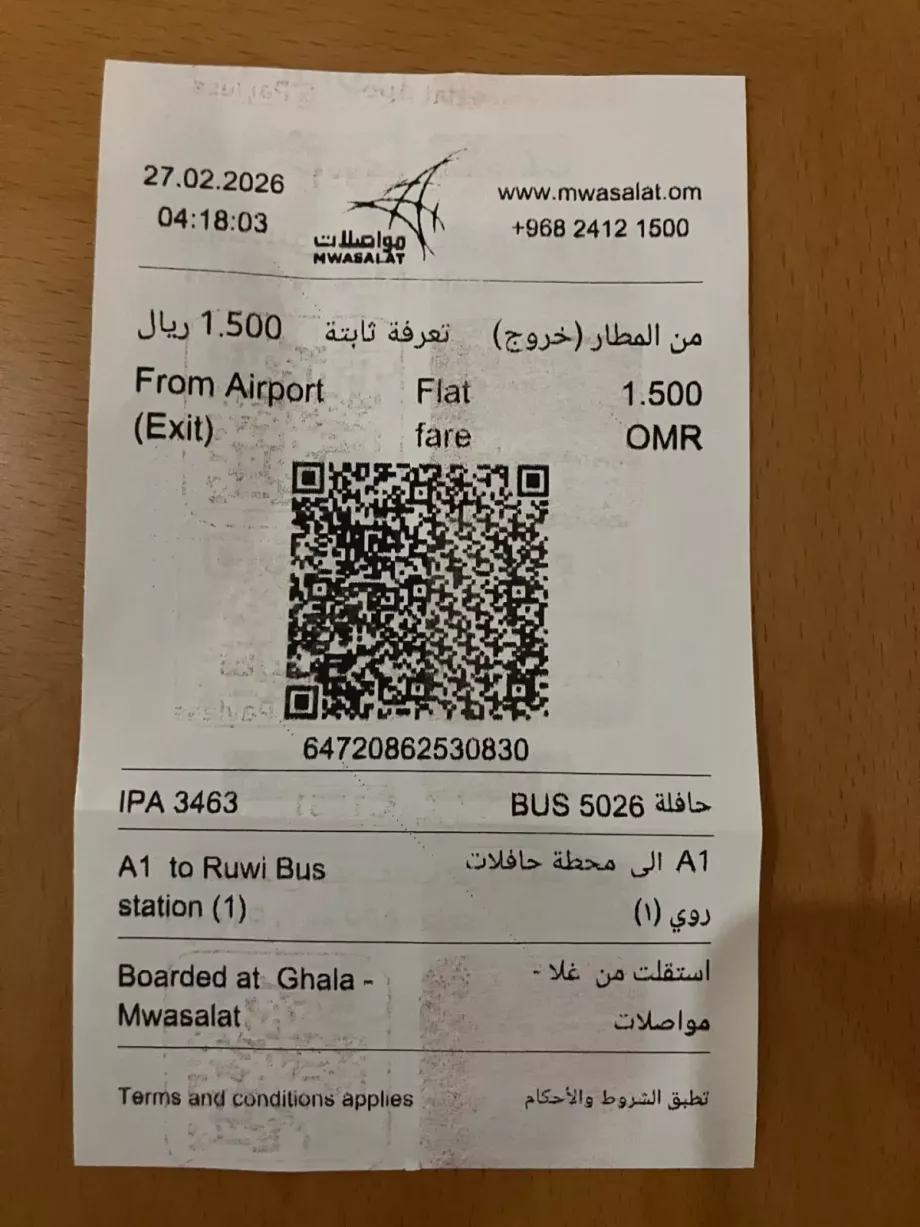 27.02.2026
04:18:03
مواصلات
MWASALAT
www.mwasalat.om
+968 2412 1500
من المطار (خروج) تعرفة ثابتة 1.500 ريال
From Airport Flat 1.500
(Exit) fare OMR
64720862530830
IPA 3463
BUS 5026 حافلة
A1 to Ruwi Bus
station (1)
A1 الى محطة حافلات
روي (١)
Boarded at Ghala -
Mwasalat
استقلت من غلا -
مواصلات
Terms and conditions applies
تطبق الشروط والأحكام